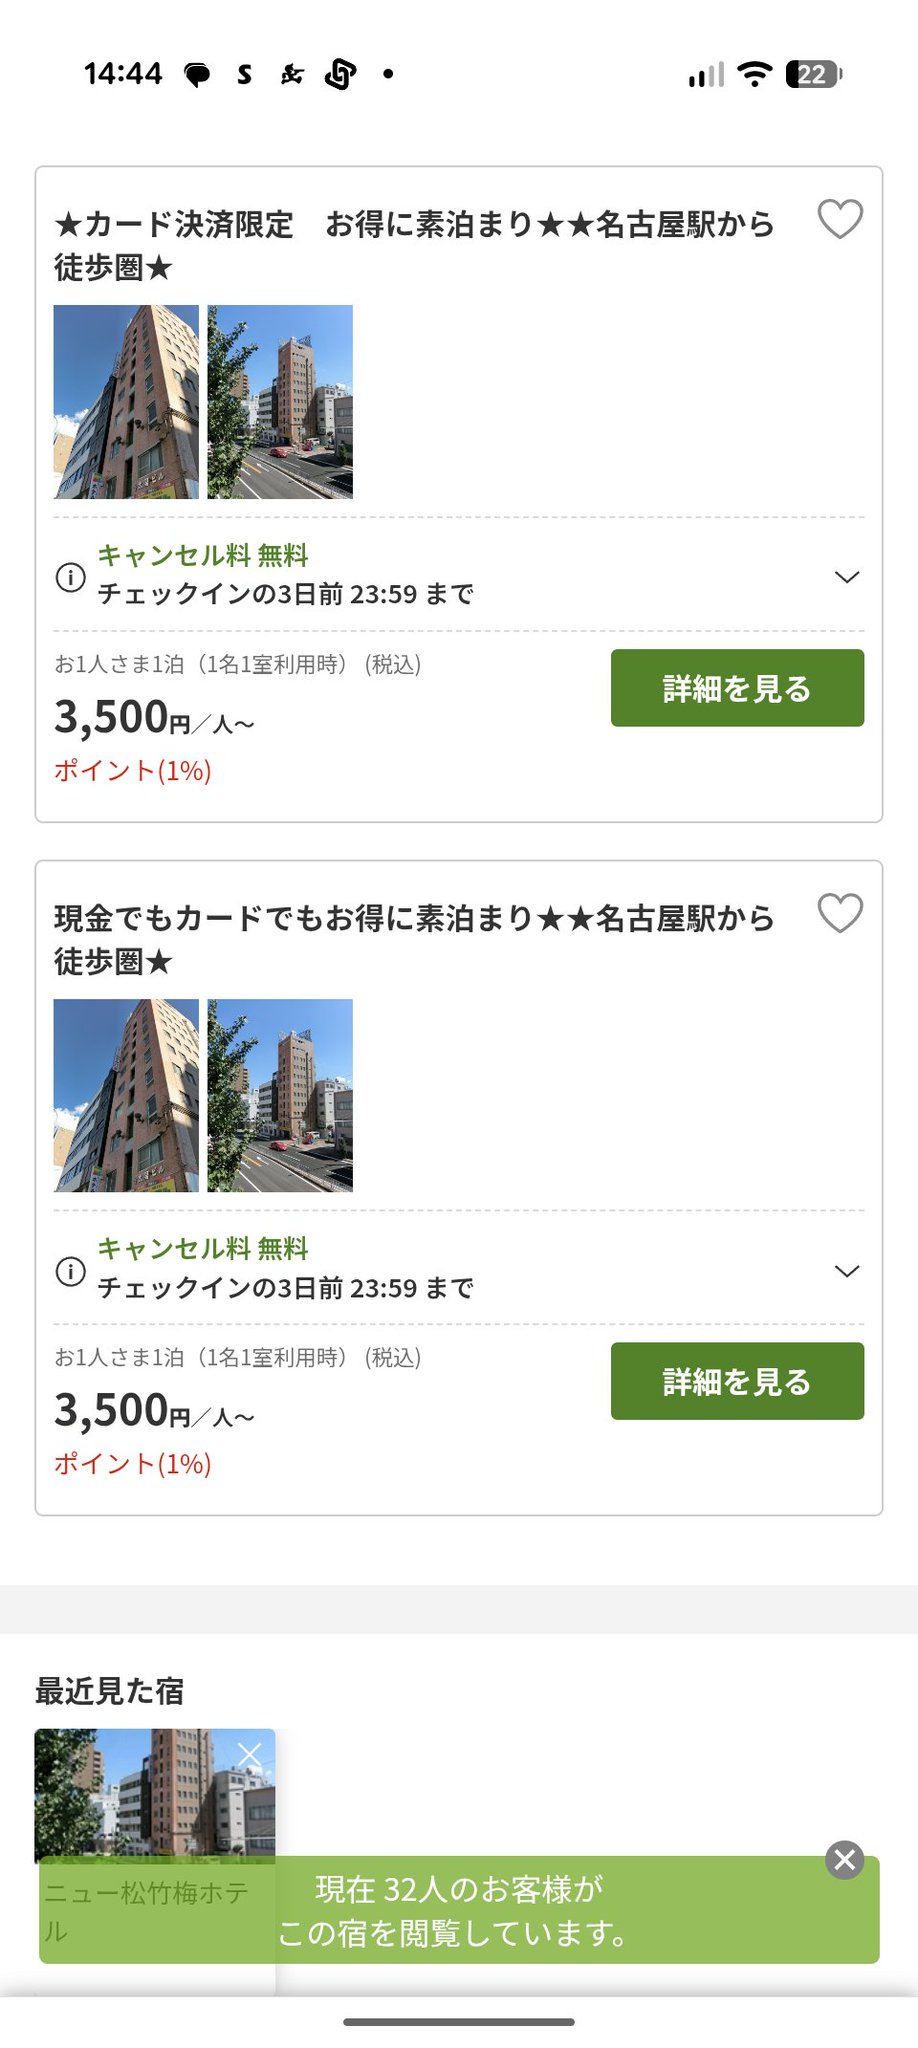 14:44 S 22
★カード決済限定　お得に素泊まり★★名古屋駅から
徒歩圏★
キャンセル料 無料
チェックインの3日前 23:59 まで
お1人さま1泊（1名1室利用時） (税込)
3,500円／人〜
詳細を見る
ポイント(1%)
現金でもカードでもお得に素泊まり★★名古屋駅から
徒歩圏★
キャンセル料 無料
チェックインの3日前 23:59 まで
お1人さま1泊（1名1室利用時） (税込)
3,500円／人〜
詳細を見る
ポイント(1%)
最近見た宿
ニュー松竹梅ホテ
ル
現在 32人のお客様が
この宿を閲覧しています。